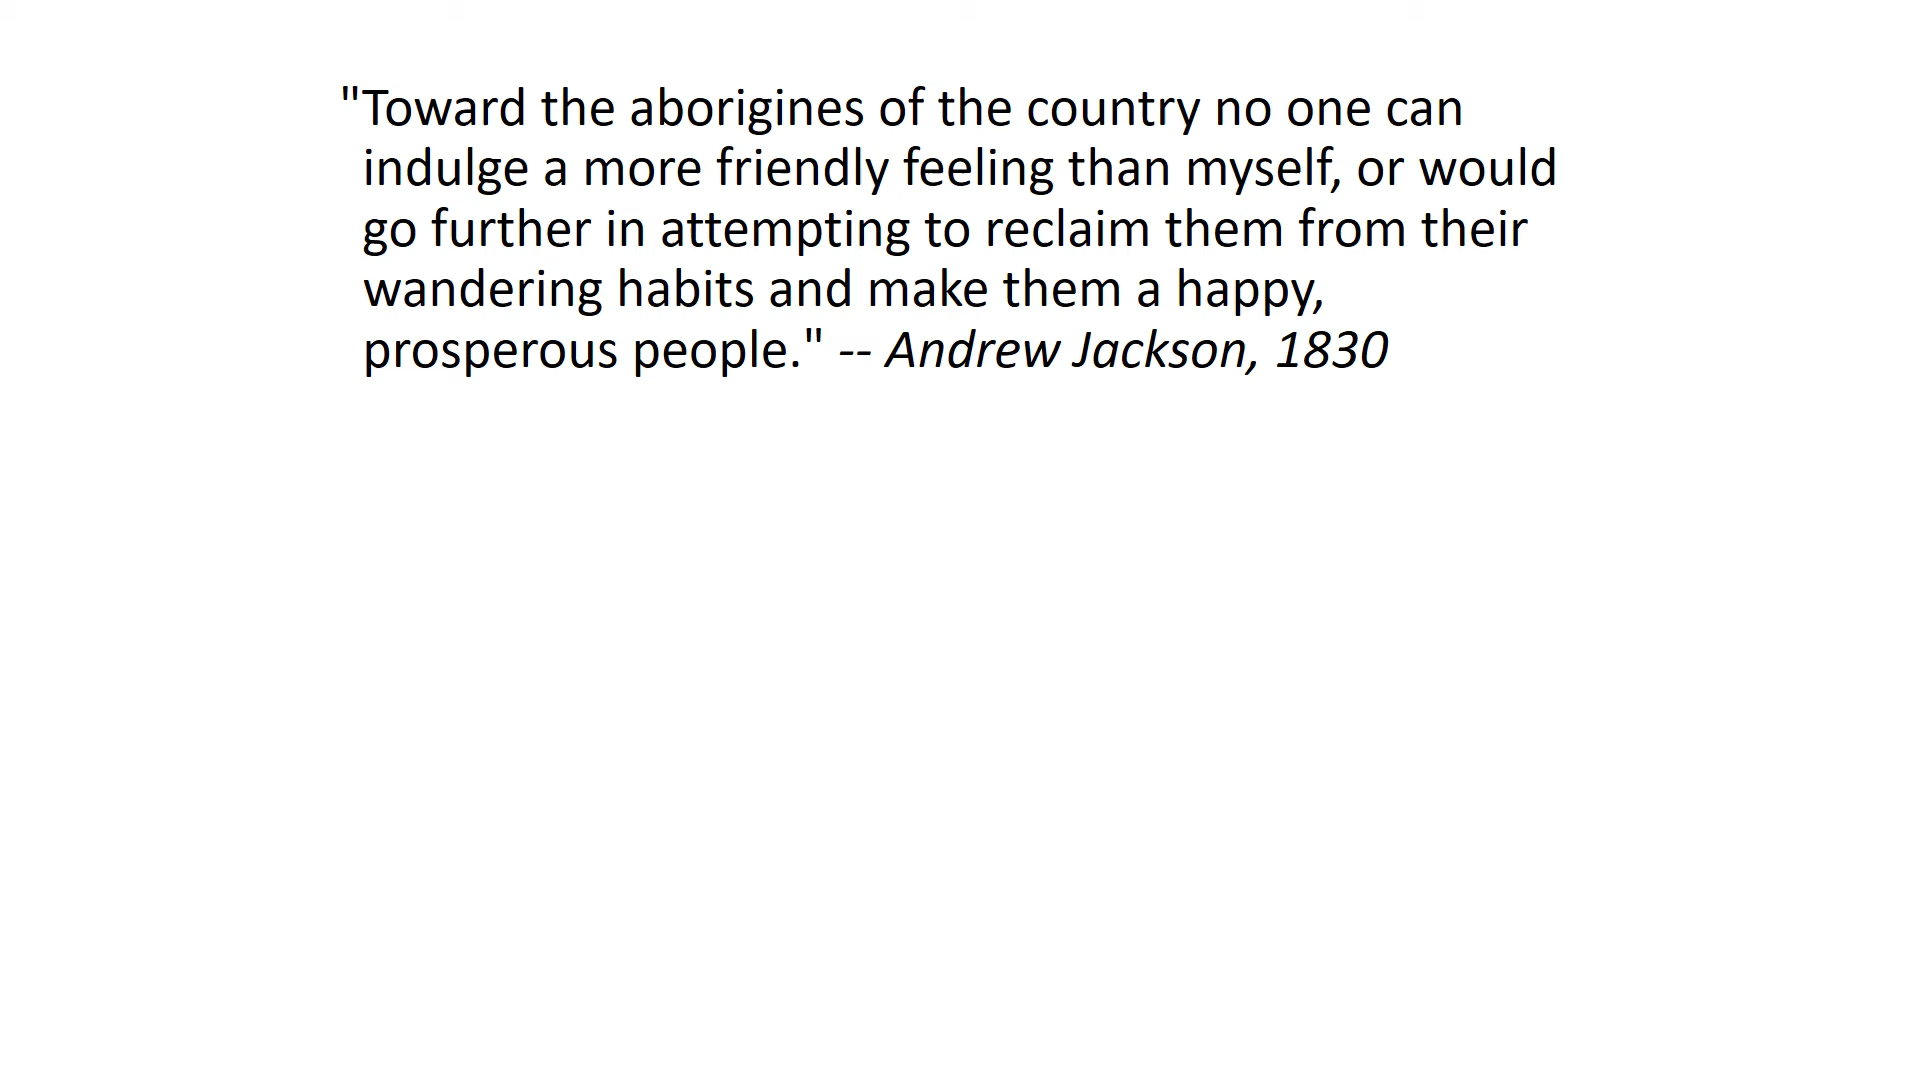 "Toward the aborigines of the country no one can
indulge a more friendly feeling than myself, or would
go further in attempting to reclaim them from their
wandering habits and make them a happy,
prosperous people." -- Andrew Jackson, 1830